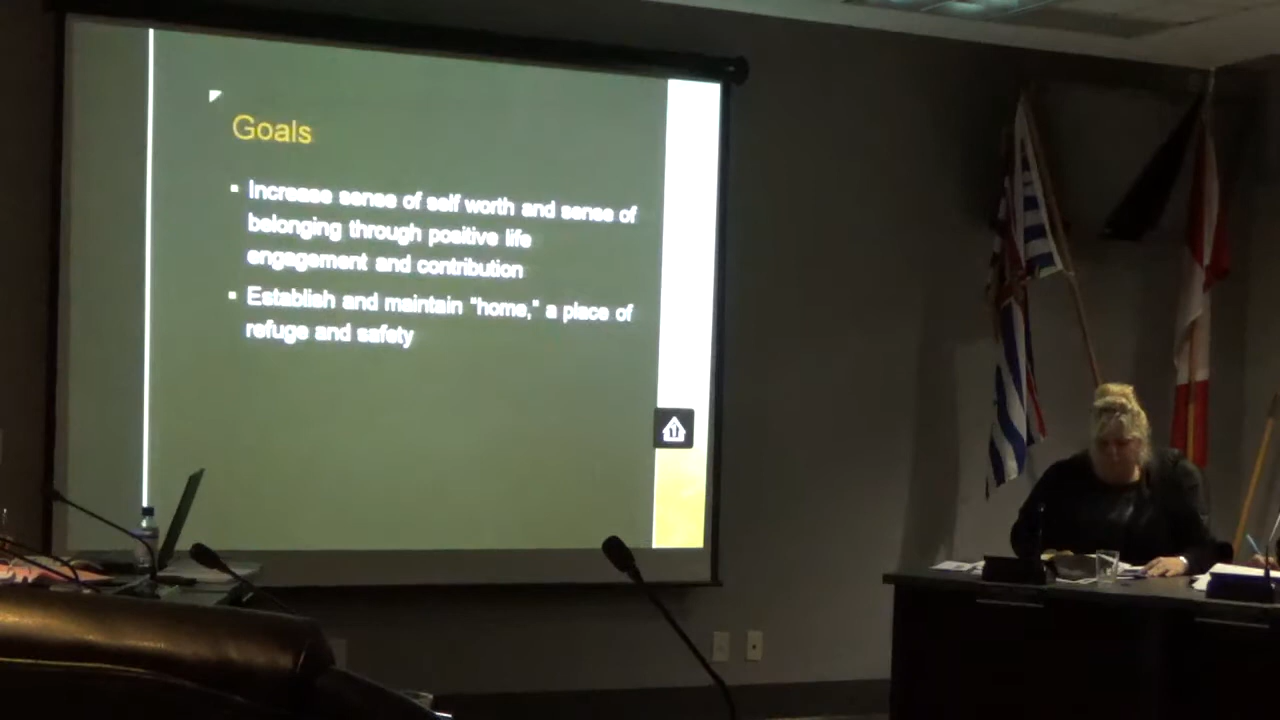 Goals
▪ Increase sense of self worth and sense of
belonging through positive life
engagement and contribution
▪ Establish and maintain "home," a place of
refuge and safety